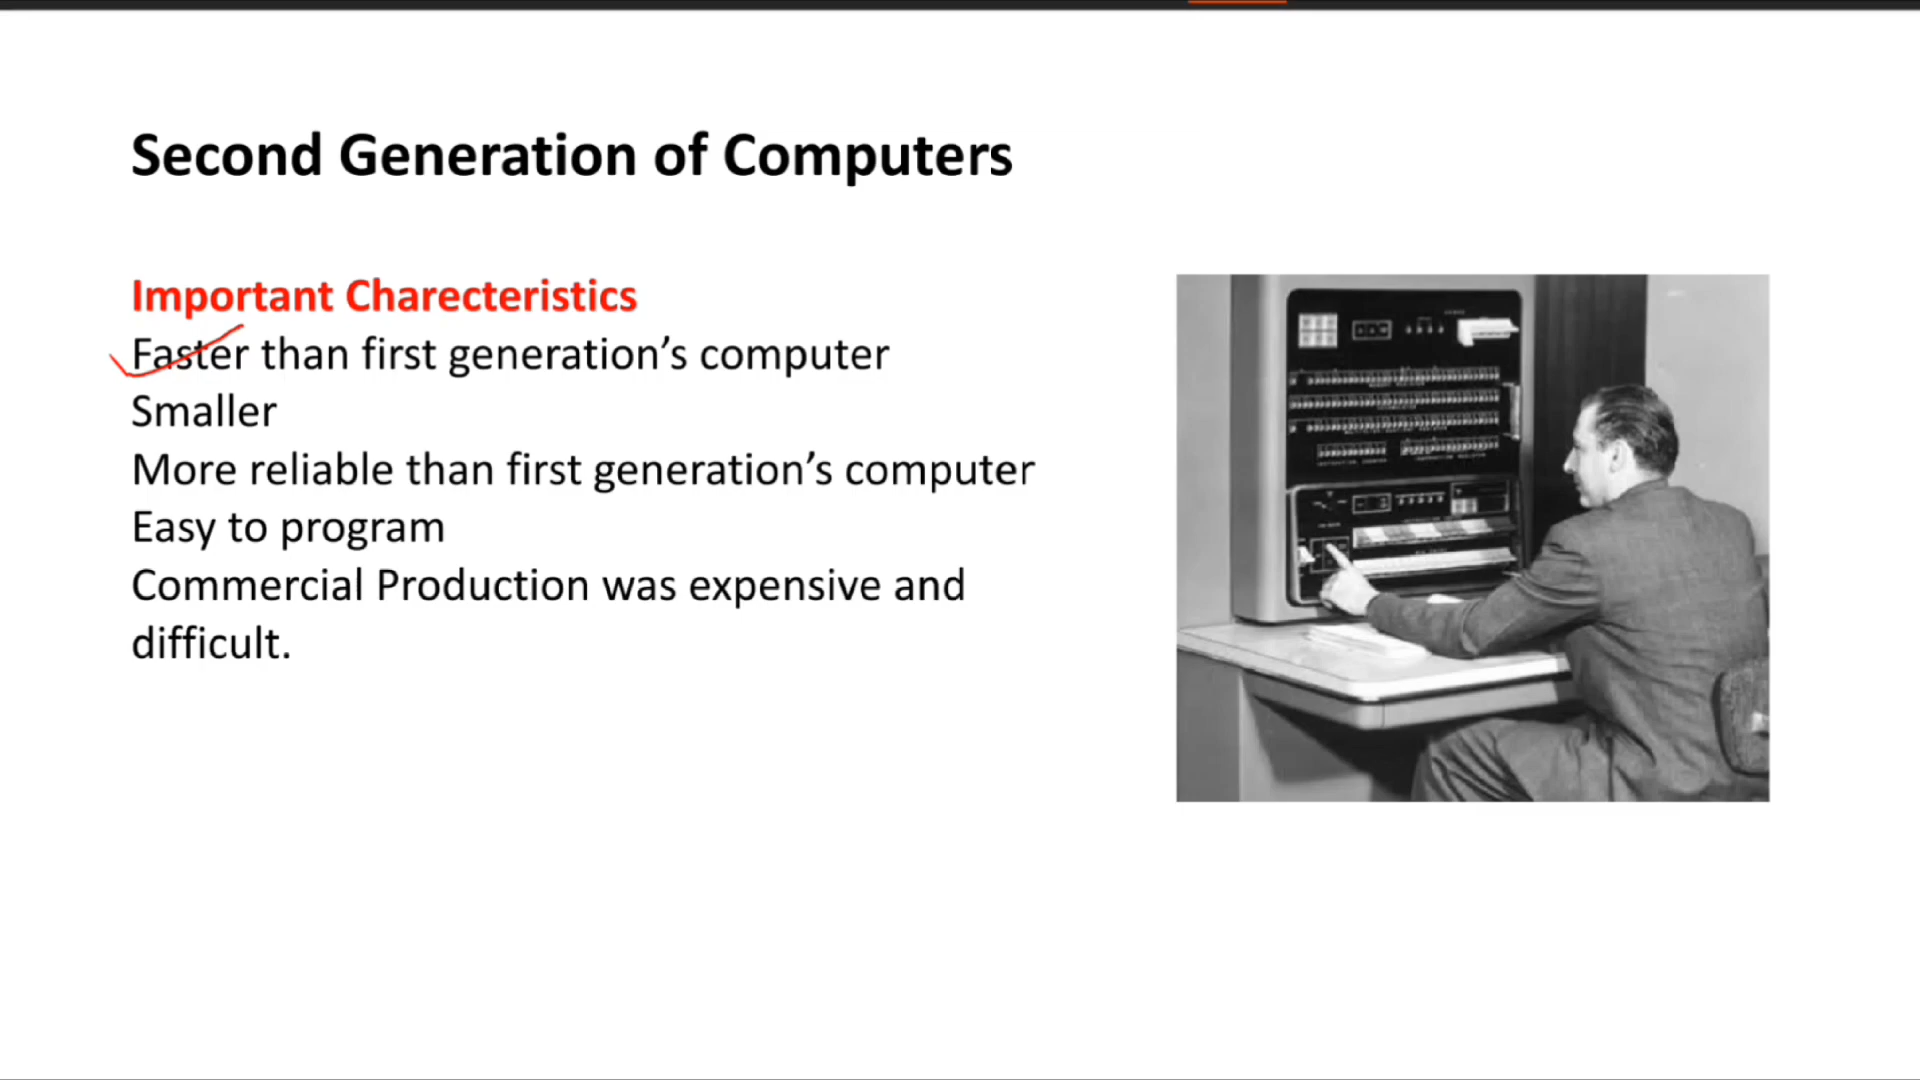 Second Generation of Computers
Important Charecteristics
Faster than first generation’s computer
Smaller
More reliable than first generation’s computer
Easy to program
Commercial Production was expensive and
difficult.